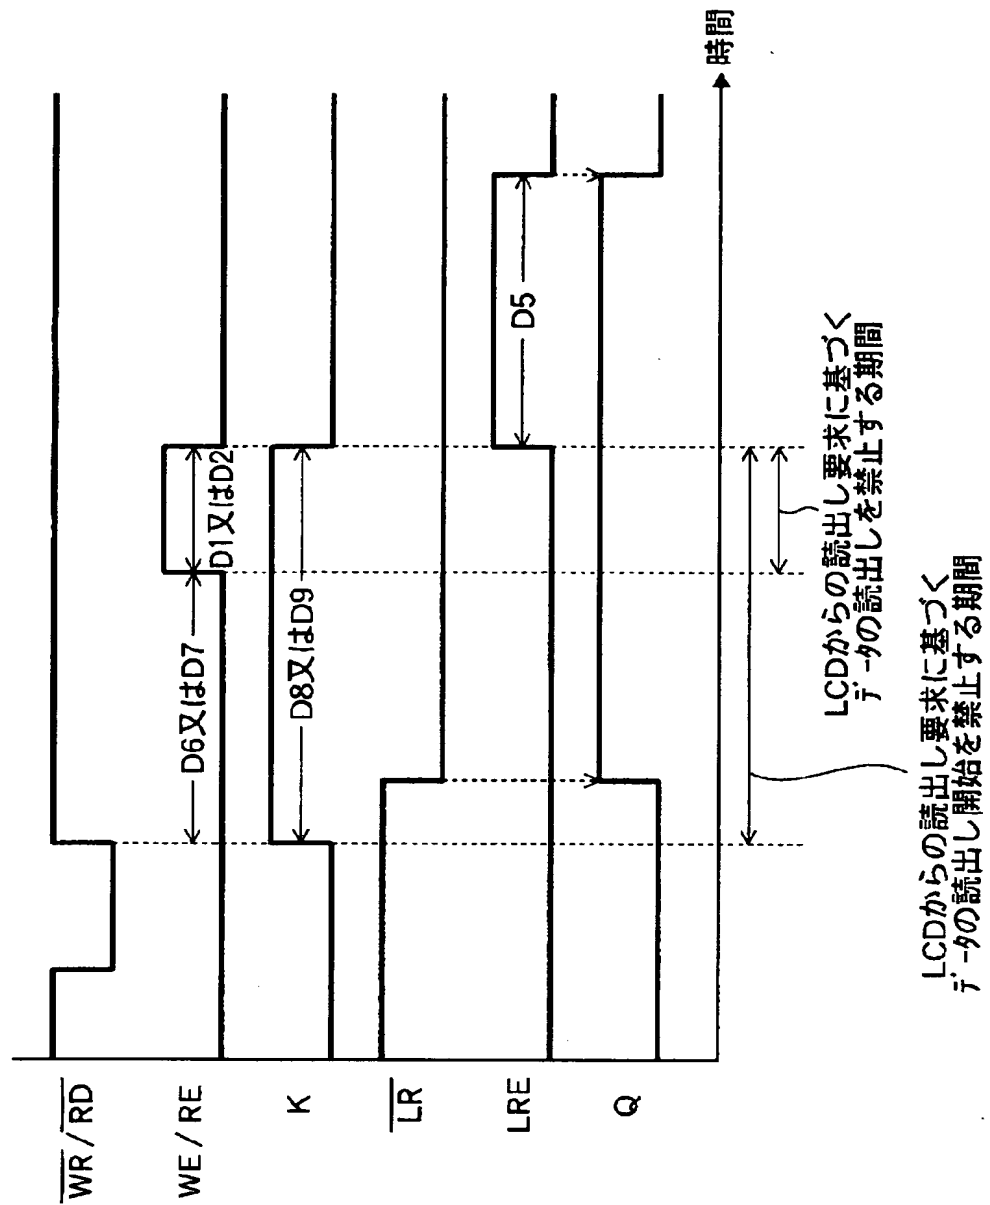 W̅R̅ / R̅D̅
WE / RE
D6又はD7
D1又はD2
K
D8又はD9
L̅R̅
LRE
D5
Q
時間
LCDからの読出し要求に基づく
データの読出しを禁止する期間
LCDからの読出し要求に基づく
データの読出し開始を禁止する期間